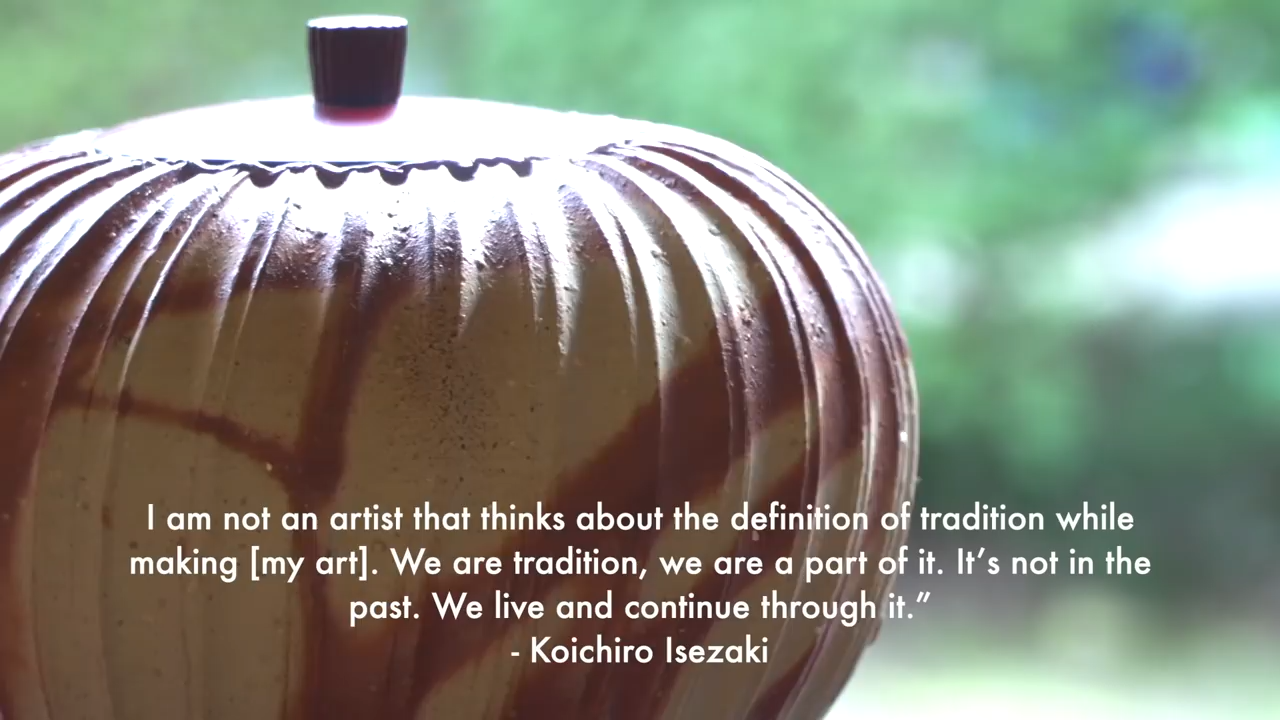 I am not an artist that thinks about the definition of tradition while
making [my art]. We are tradition, we are a part of it. It’s not in the
past. We live and continue through it.”
- Koichiro Isezaki